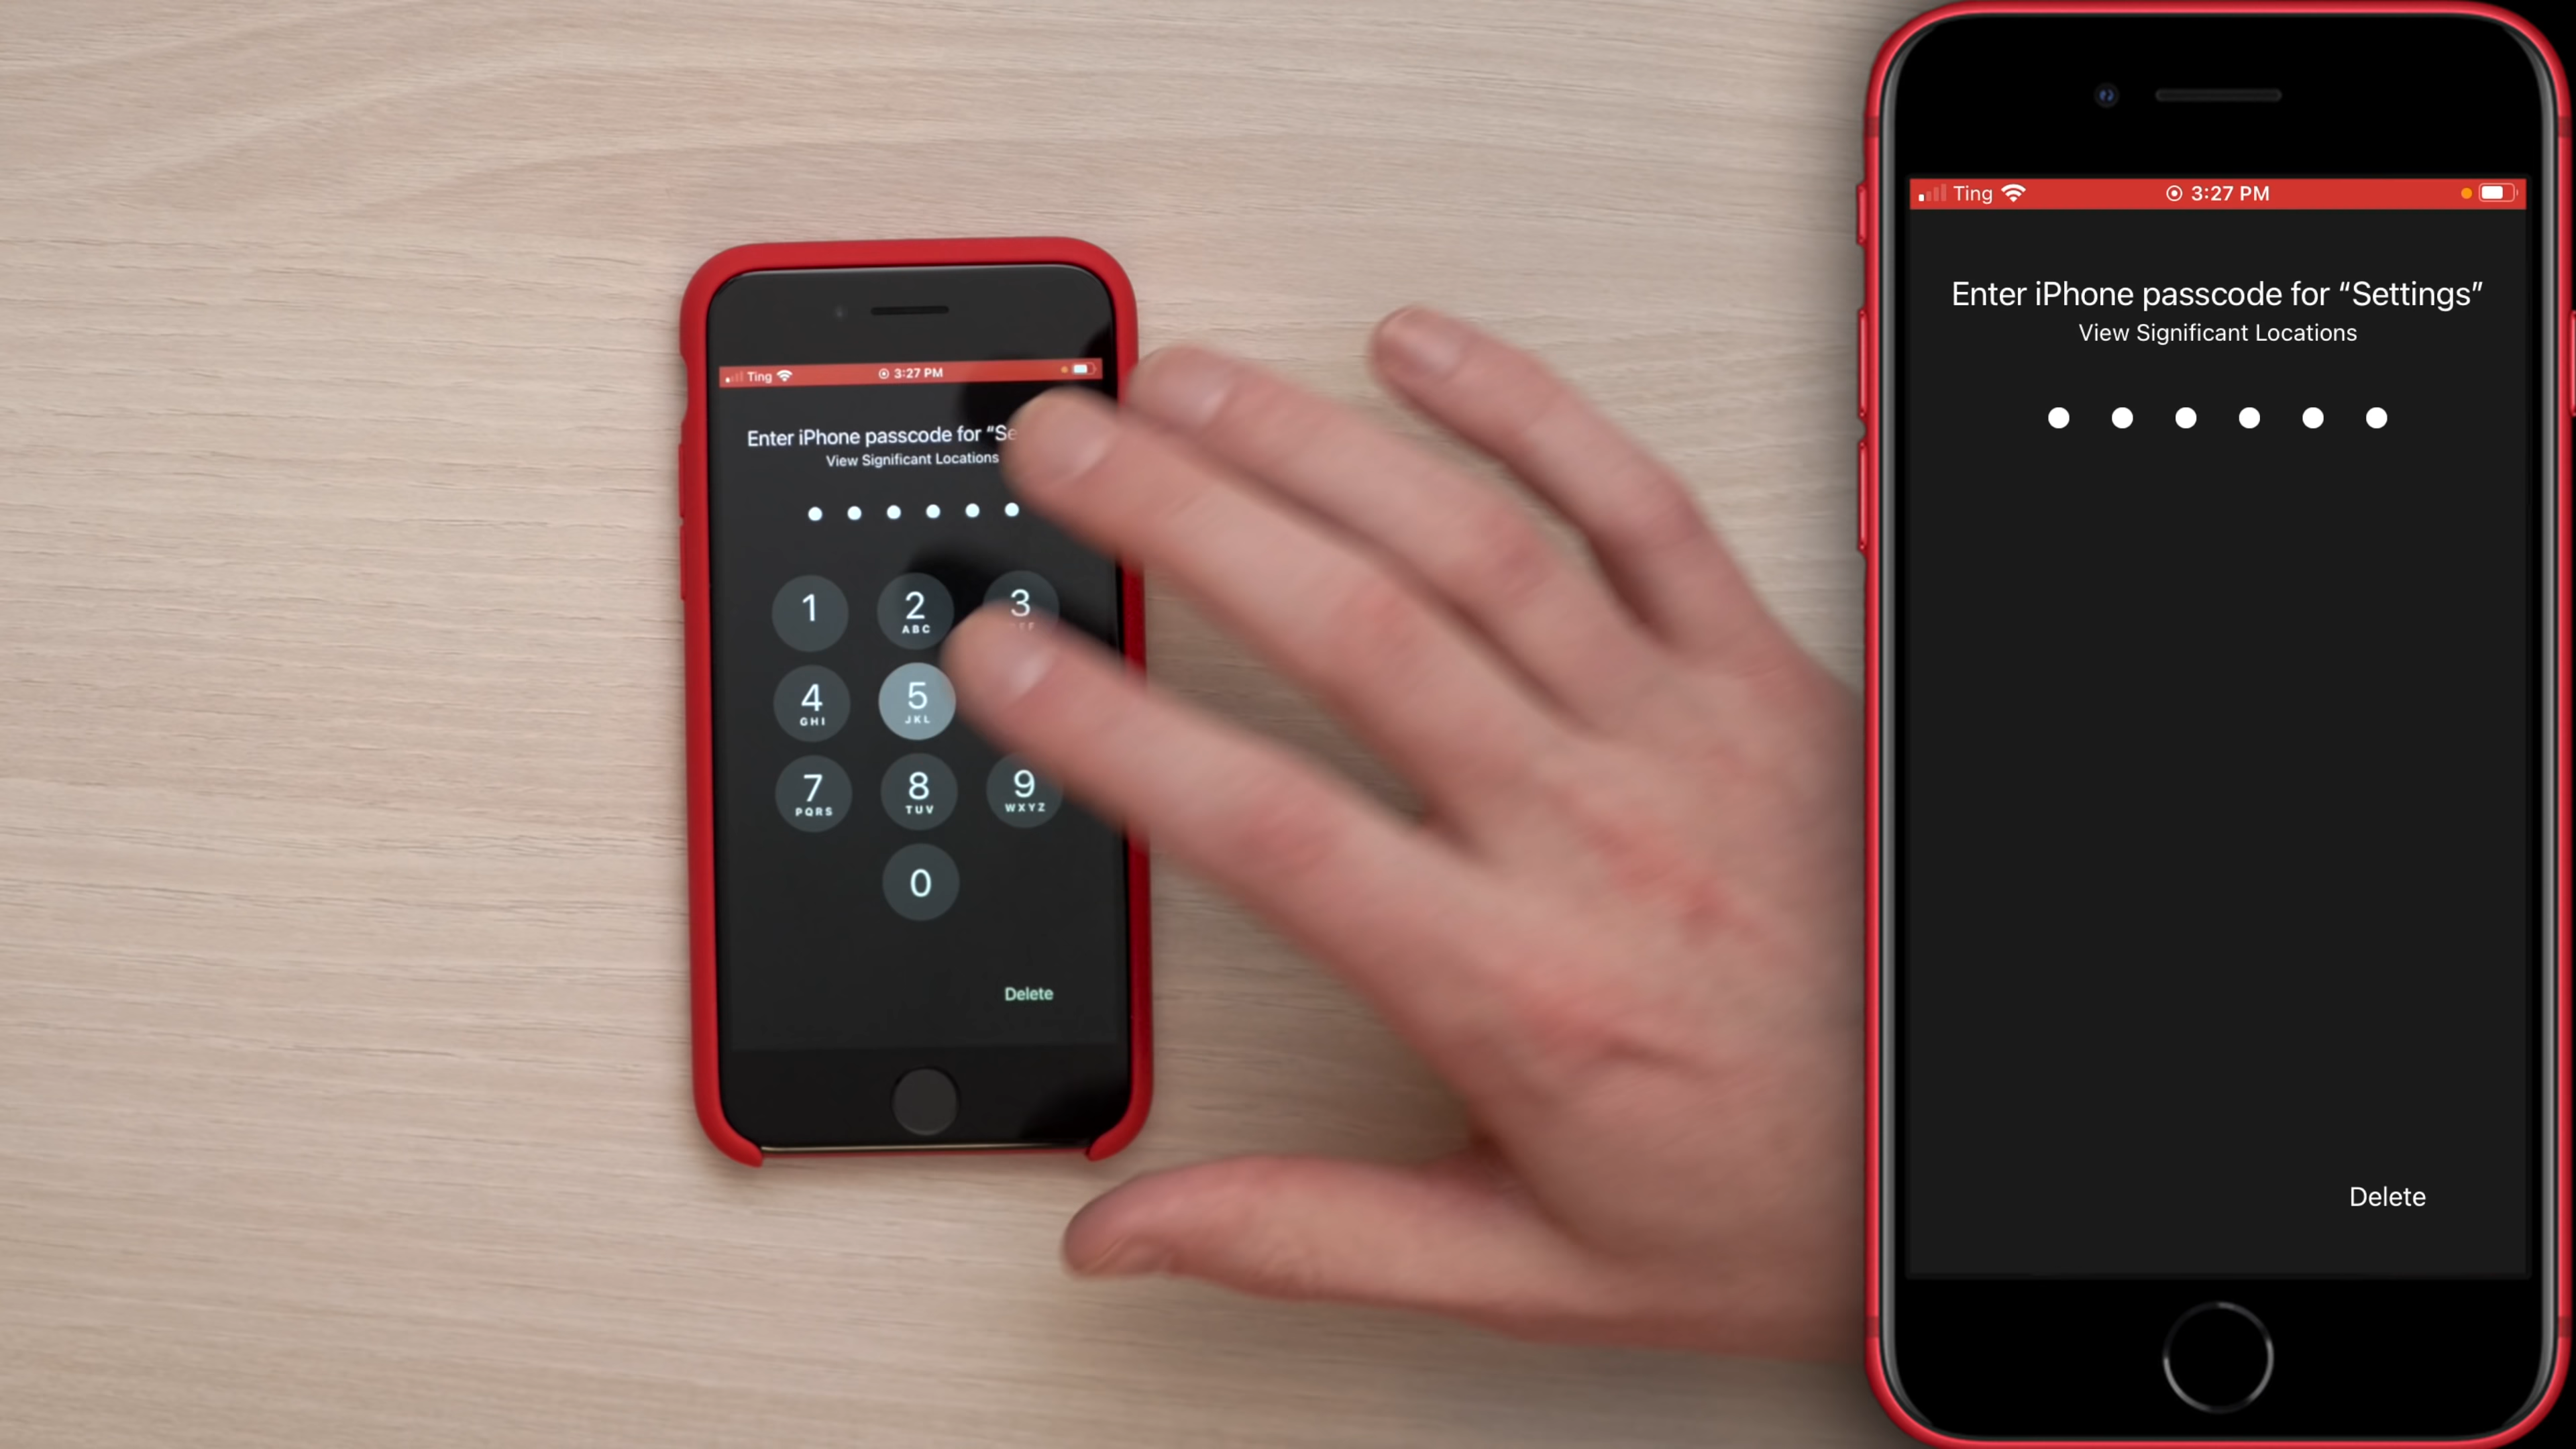 Ting 3:27 PM
Enter iPhone passcode for “Se
View Significant Locations
1
2
ABC
3
4
GHI
5
JKL
7
PQRS
8
TUV
9
WXYZ
0
Delete
Ting 3:27 PM
Enter iPhone passcode for “Settings”
View Significant Locations
Delete